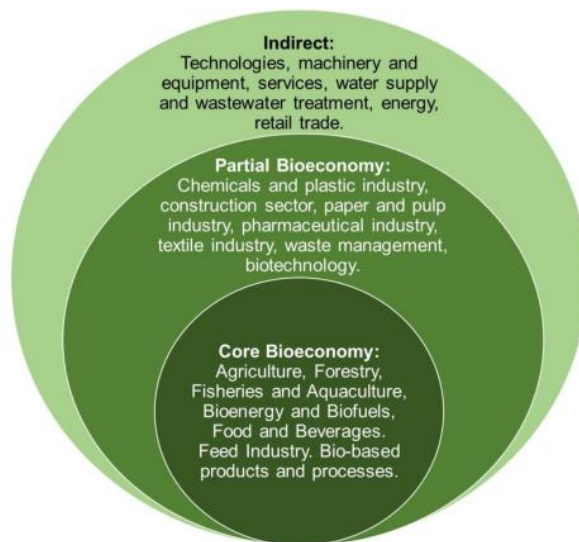 Indirect:
Technologies, machinery and
equipment, services, water supply
and wastewater treatment, energy,
retail trade.
Partial Bioeconomy:
Chemicals and plastic industry,
construction sector, paper and pulp
industry, pharmaceutical industry,
textile industry, waste management,
biotechnology.
Core Bioeconomy:
Agriculture, Forestry,
Fisheries and Aquaculture,
Bioenergy and Biofuels,
Food and Beverages.
Feed Industry. Bio-based
products and processes.